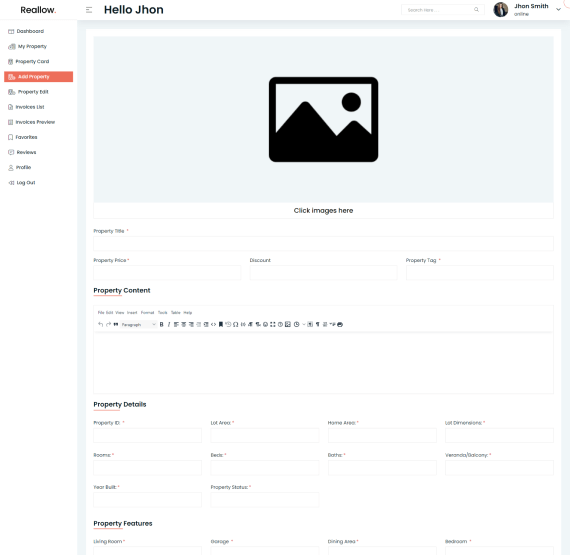 Reallow.
Hello Jhon
Search Here...
Jhon Smith
online
Dashboard
My Property
Property Card
Add Property
Property Edit
Invoices List
Invoices Preview
Favorites
Reviews
Profile
Log Out
Click images here
Property Title *
Property Price *
Discount
Property Tag *
Property Content
File Edit View Insert Format Tools Table Help
Paragraph
Property Details
Property ID: *
Lot Area: *
Home Area: *
Lot Dimensions: *
Rooms: *
Beds: *
Baths: *
Veranda/Balcony: *
Year Built: *
Property Status: *
Property Features
Living Room *
Garage *
Dining Area *
Bedroom *